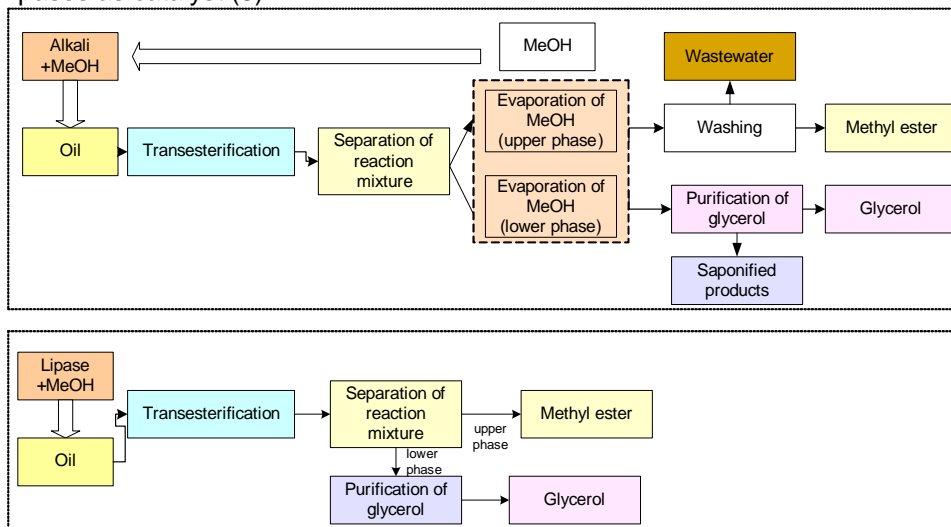 Alkali
+MeOH
MeOH
Wastewater
Oil
Transesterification
Separation of
reaction
mixture
Evaporation of
MeOH
(upper phase)
Washing
Methyl ester
Evaporation of
MeOH
(lower phase)
Purification of
glycerol
Glycerol
Saponified
products
Lipase
+MeOH
Oil
Transesterification
Separation of
reaction
mixture
upper
phase
Methyl ester
lower
phase
Purification of
glycerol
Glycerol